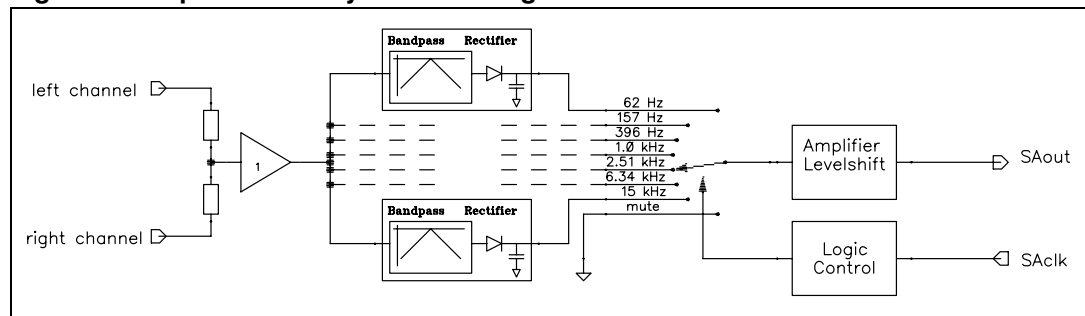 Bandpass Rectifier
left channel
62 Hz
157 Hz
396 Hz
1.0 kHz
2.51 kHz
6.34 kHz
15 kHz
mute
1
Amplifier
Levelshift
SAout
Bandpass Rectifier
right channel
Logic
Control
SAclk